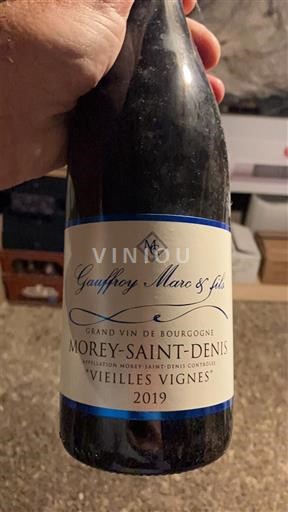 MG
VINIOU
Gauffroy Marc & fils
GRAND VIN DE BOURGOGNE
MOREY-SAINT-DENIS
APPELLATION MOREY-SAINT-DENIS CONTRÔLÉE
"VIEILLES VIGNES"
2019